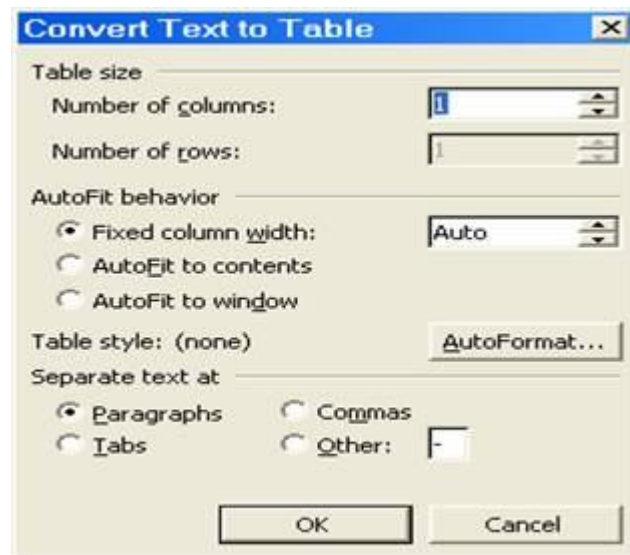 Convert Text to Table
Table size
Number of columns: 1
Number of rows: 1
AutoFit behavior
Fixed column width: Auto
AutoFit to contents
AutoFit to window
Table style: (none) AutoFormat...
Separate text at
Paragraphs Commas
Tabs Other: -
OK Cancel